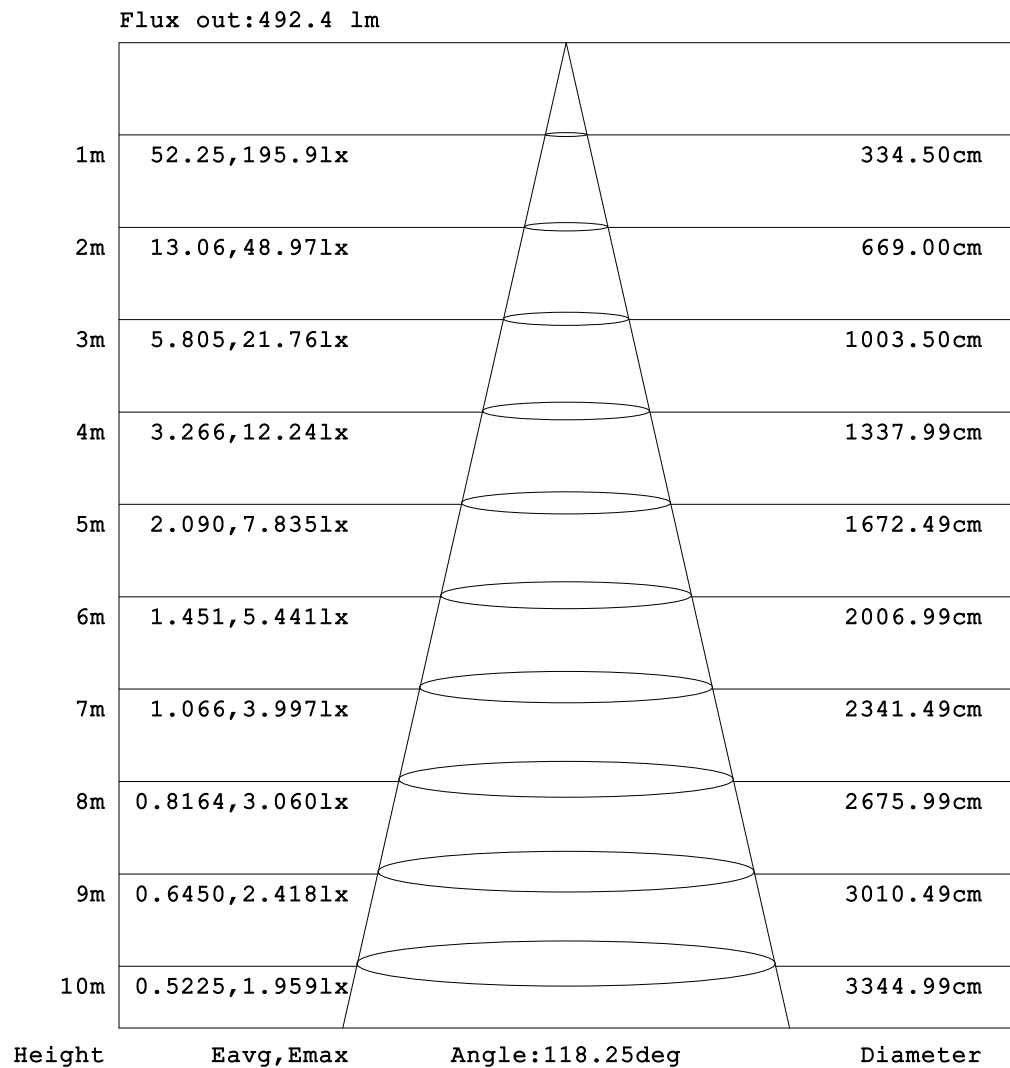 Flux out:492.4 lm
1m 52.25,195.9lx 334.50cm
2m 13.06,48.97lx 669.00cm
3m 5.805,21.76lx 1003.50cm
4m 3.266,12.24lx 1337.99cm
5m 2.090,7.835lx 1672.49cm
6m 1.451,5.441lx 2006.99cm
7m 1.066,3.997lx 2341.49cm
8m 0.8164,3.060lx 2675.99cm
9m 0.6450,2.418lx 3010.49cm
10m 0.5225,1.959lx 3344.99cm
Height Eavg,Emax Angle:118.25deg Diameter